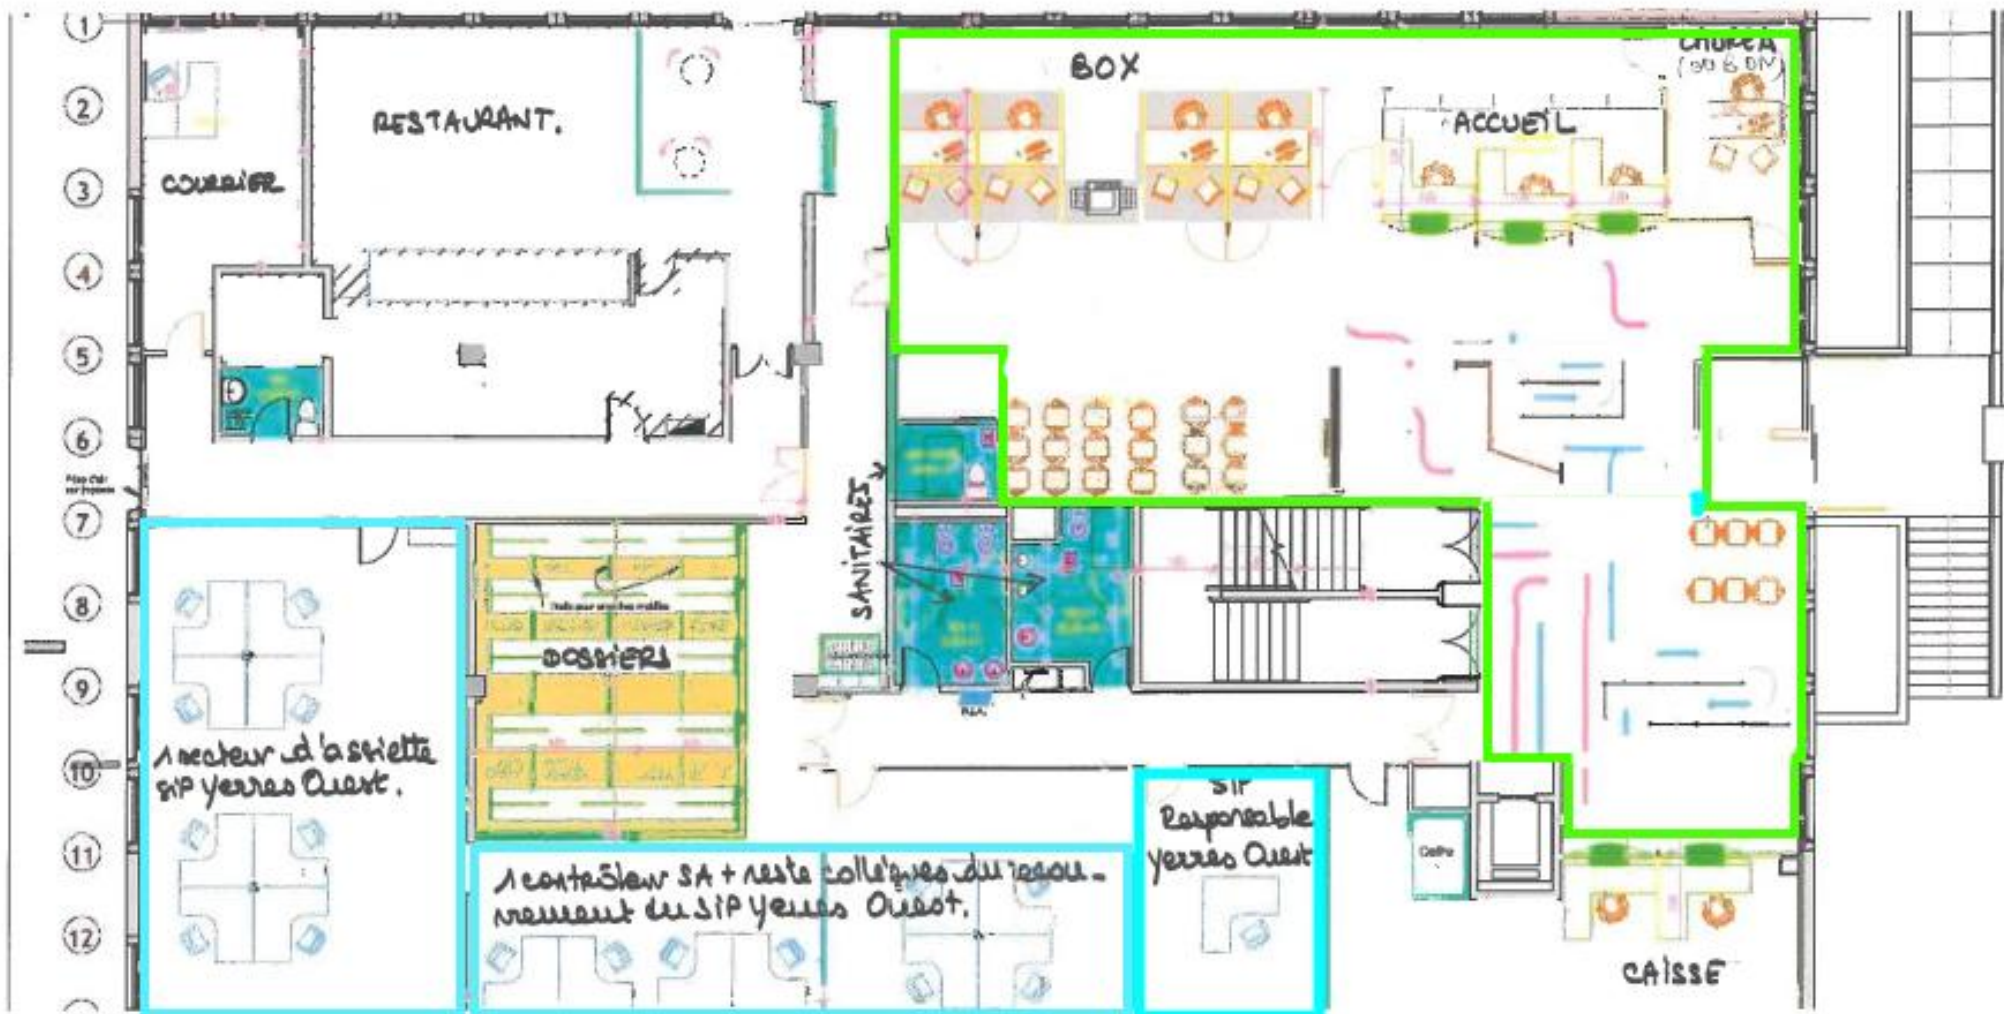 1
2
3
4
5
6
7
8
9
10
11
12
BOX
ACCUEIL
RESTAURANT.
COURRIER
SANITAIRES
DOSSIERS
1 secteur d'assiette
SIP Yerres Ouest.
1 contrôleur SA + reste collègues du recou-
vrement du SIP Yerres Ouest.
SIP
Responsable
Yerres Ouest
CAISSE